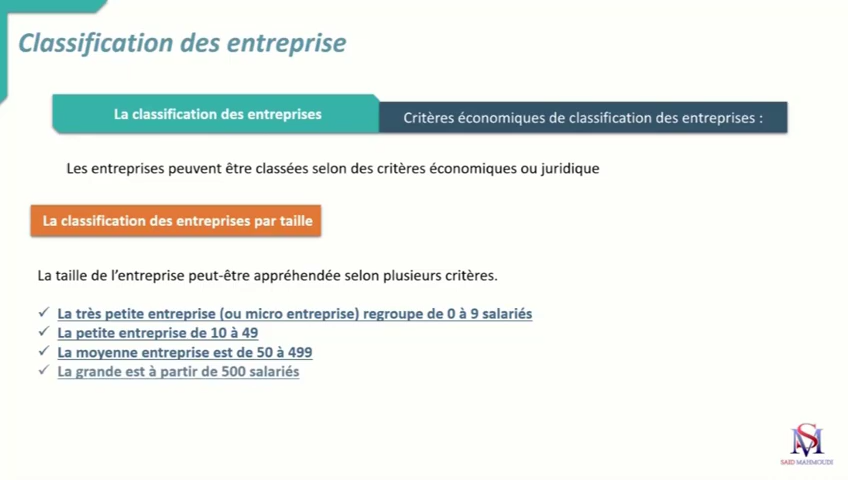 Classification des entreprise
La classification des entreprises
Critères économiques de classification des entreprises :
Les entreprises peuvent être classées selon des critères économiques ou juridique
La classification des entreprises par taille
La taille de l’entreprise peut-être appréhendée selon plusieurs critères.
✓ La très petite entreprise (ou micro entreprise) regroupe de 0 à 9 salariés
✓ La petite entreprise de 10 à 49
✓ La moyenne entreprise est de 50 à 499
✓ La grande est à partir de 500 salariés
SM
SAID MAHMOUDI